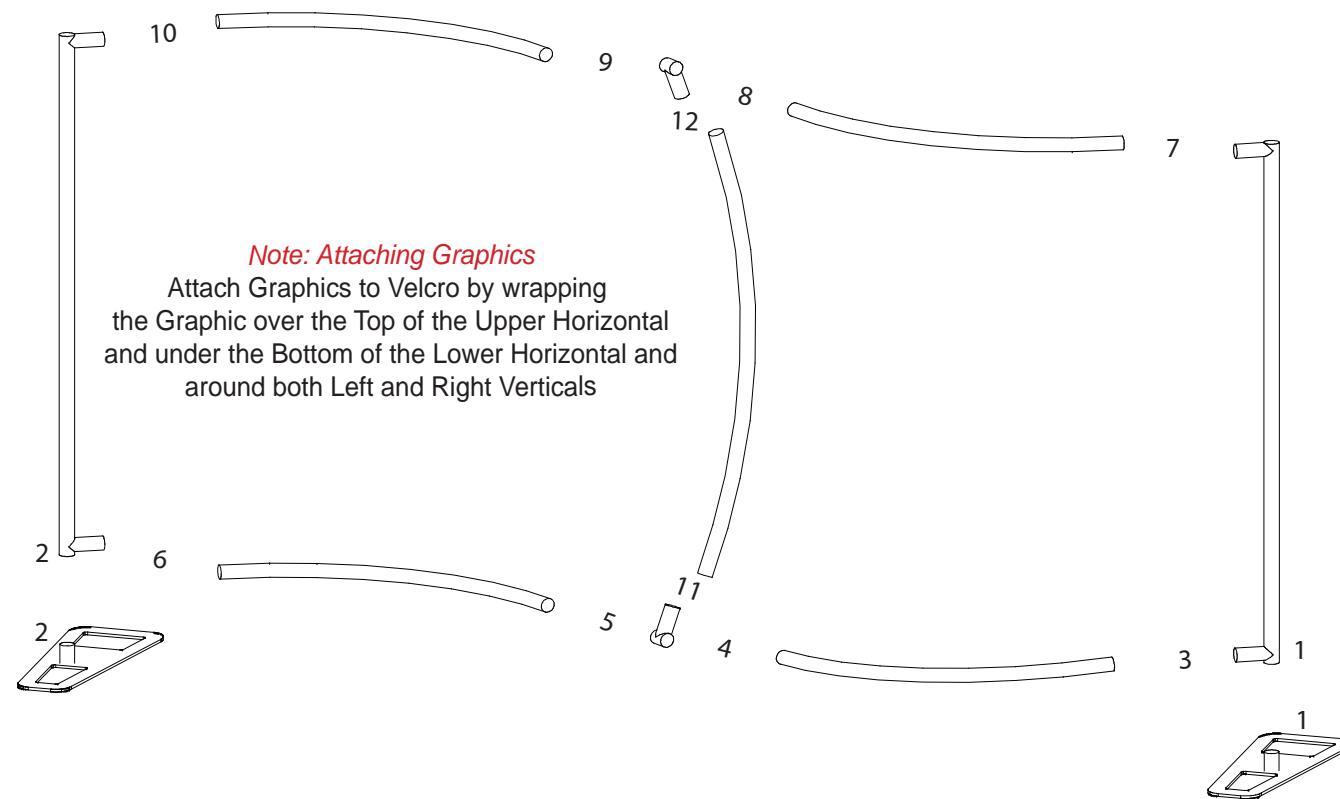 10
9
8
12
7
Note: Attaching Graphics
Attach Graphics to Velcro by wrapping
the Graphic over the Top of the Upper Horizontal
and under the Bottom of the Lower Horizontal and
around both Left and Right Verticals
2
6
11
5
4
3
1
2
1